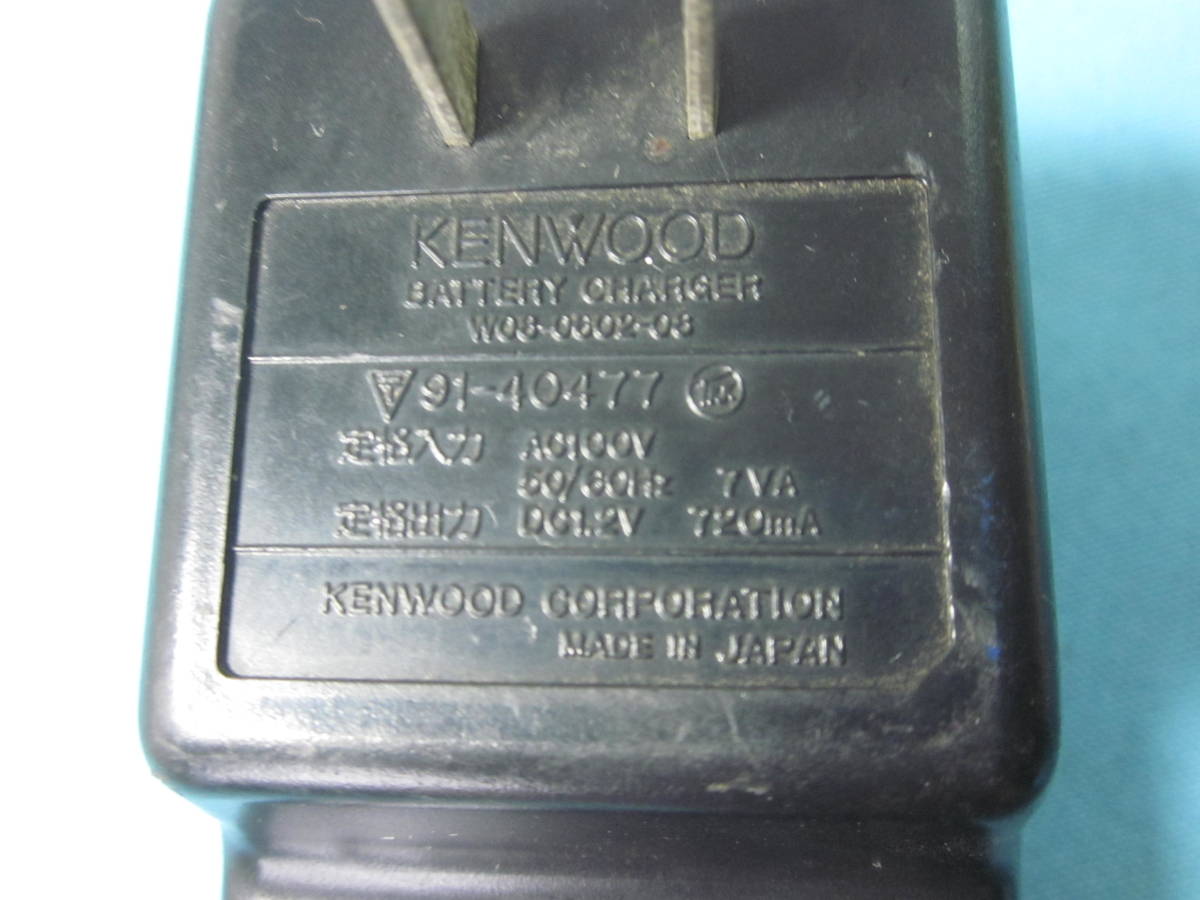 KENWOOD
BATTERY CHARGER
W08-0602-08
91-40477
定格入力 AC100V
50/60Hz 7VA
定格出力 DC1.2V 720mA
KENWOOD CORPORATION
MADE IN JAPAN